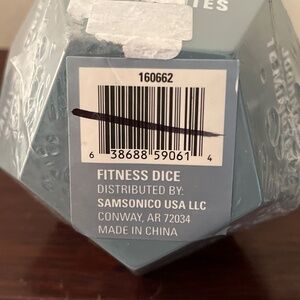 160662
6 38688 59061 4
FITNESS DICE
DISTRIBUTED BY:
SAMSONICO USA LLC
CONWAY, AR 72034
MADE IN CHINA